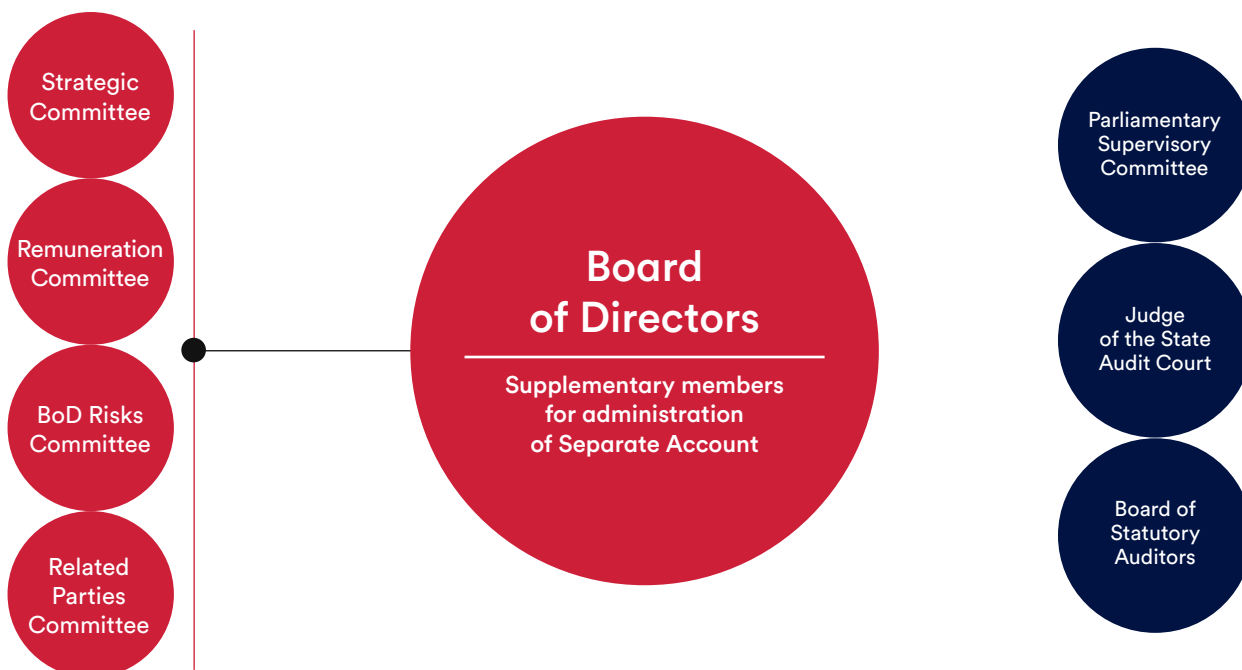 Strategic
Committee
Remuneration
Committee
BoD Risks
Committee
Related
Parties
Committee
Board
of Directors
Supplementary members
for administration
of Separate Account
Parliamentary
Supervisory
Committee
Judge
of the State
Audit Court
Board of
Statutory
Auditors